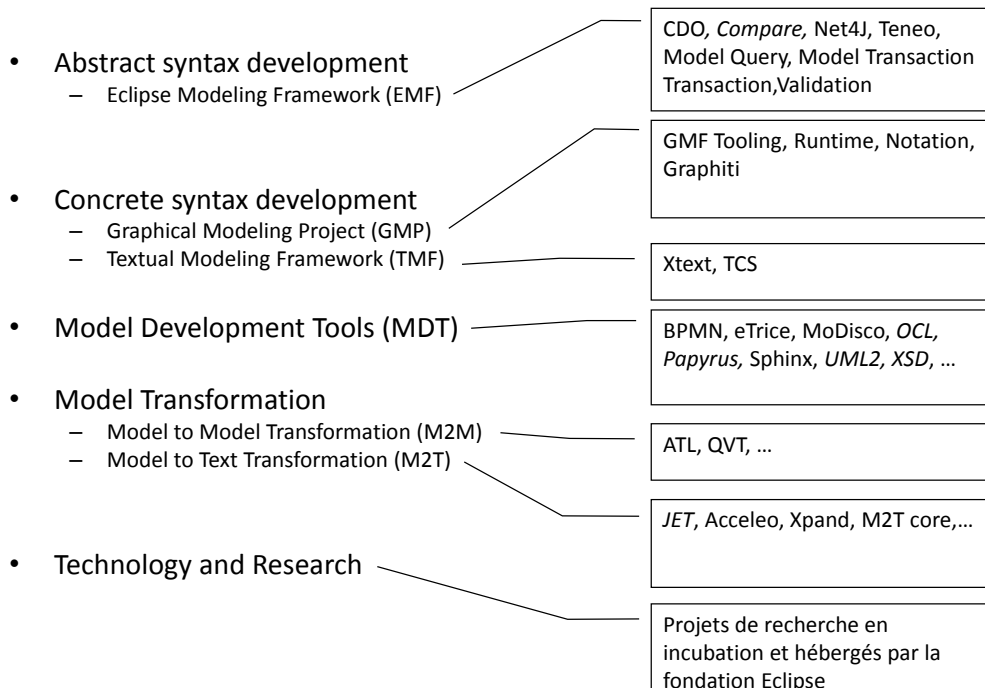 • Abstract syntax development
– Eclipse Modeling Framework (EMF)
CDO, Compare, Net4J, Teneo,
Model Query, Model Transaction
Transaction,Validation
• Concrete syntax development
– Graphical Modeling Project (GMP)
– Textual Modeling Framework (TMF)
GMF Tooling, Runtime, Notation,
Graphiti
Xtext, TCS
• Model Development Tools (MDT)
BPMN, eTrice, MoDisco, OCL,
Papyrus, Sphinx, UML2, XSD, …
• Model Transformation
– Model to Model Transformation (M2M)
– Model to Text Transformation (M2T)
ATL, QVT, …
JET, Acceleo, Xpand, M2T core,…
• Technology and Research
Projets de recherche en
incubation et hébergés par la
fondation Eclipse